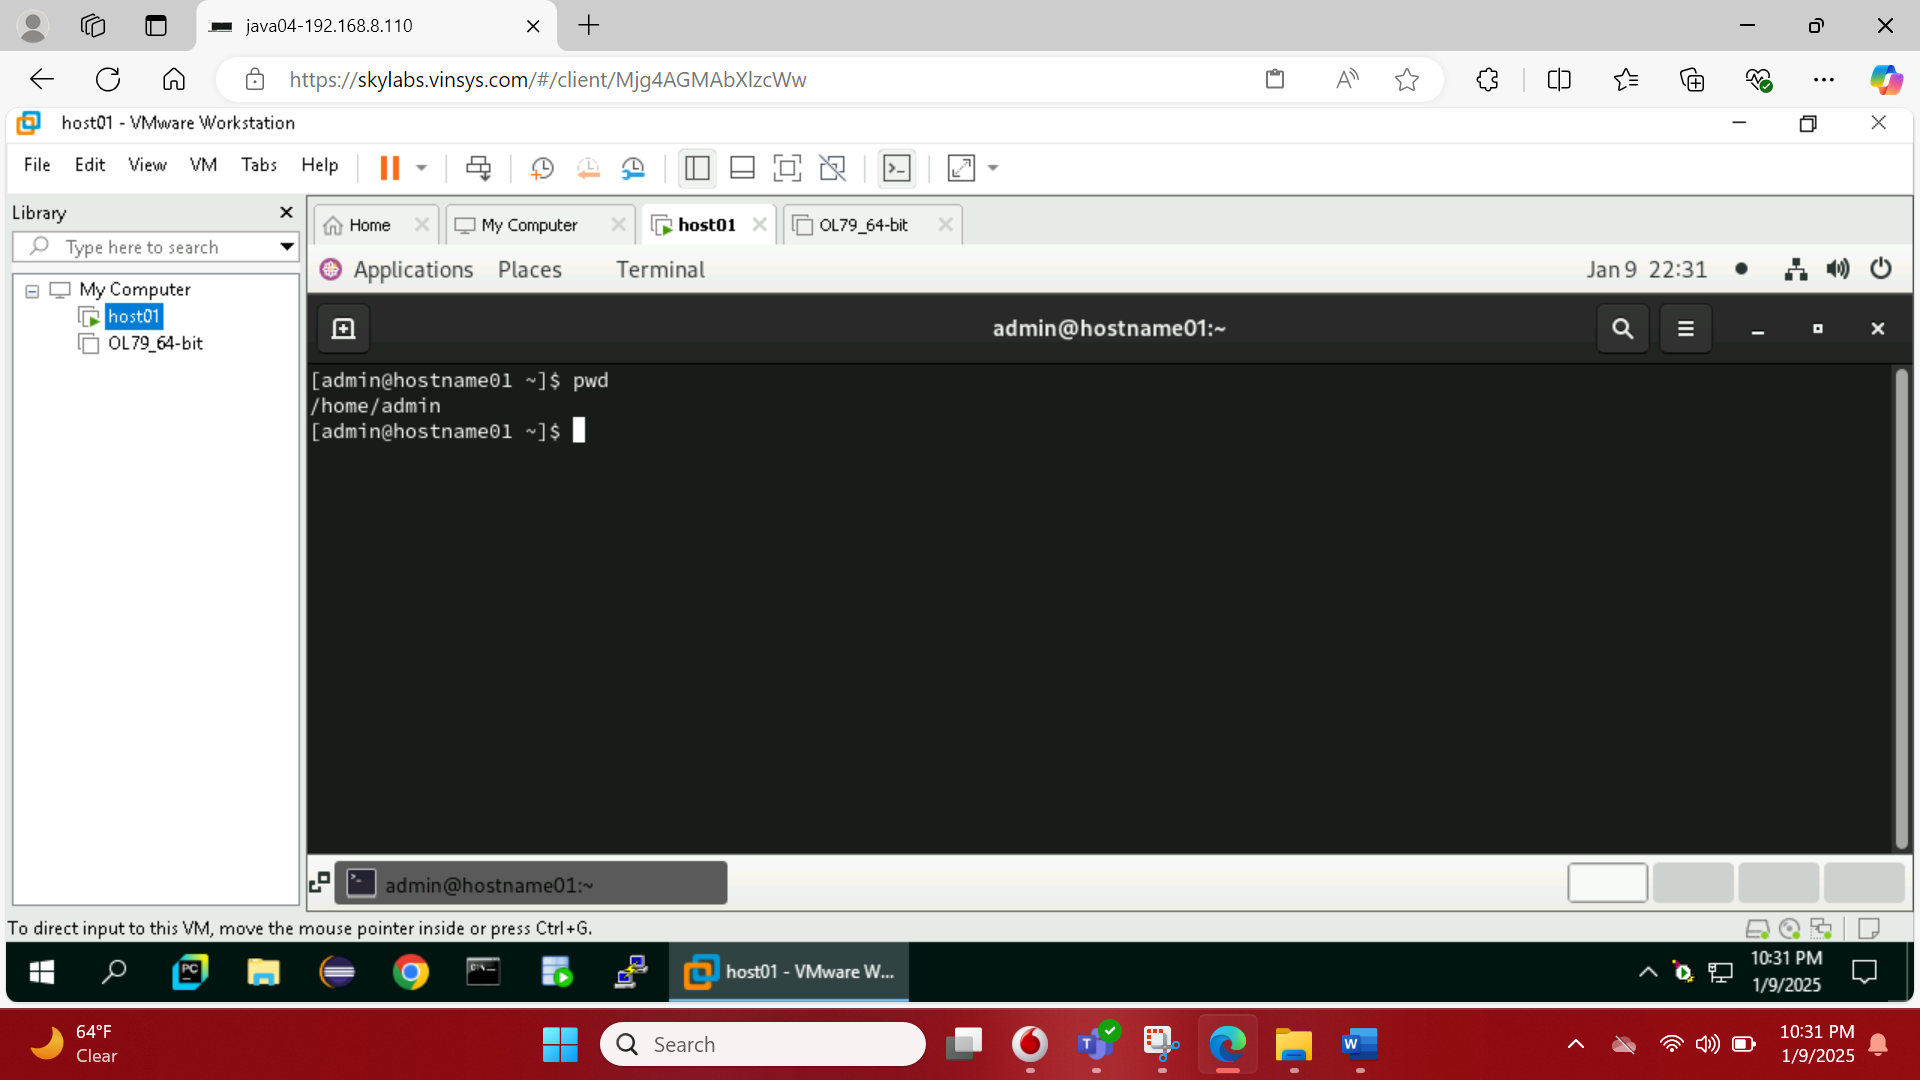 java04-192.168.8.110
https://skylabs.vinsys.com/#/client/Mjg4AGMAbXlzcWw
host01 - VMware Workstation
File Edit View VM Tabs Help
Library
Type here to search
My Computer
host01
OL79_64-bit
Home
My Computer
host01
OL79_64-bit
Applications Places Terminal
Jan 9 22:31
admin@hostname01:~
[admin@hostname01 ~]$ pwd
/home/admin
[admin@hostname01 ~]$
admin@hostname01:~
To direct input to this VM, move the mouse pointer inside or press Ctrl+G.
host01 - VMware W...
10:31 PM
1/9/2025
64°F
Clear
Search
10:31 PM
1/9/2025